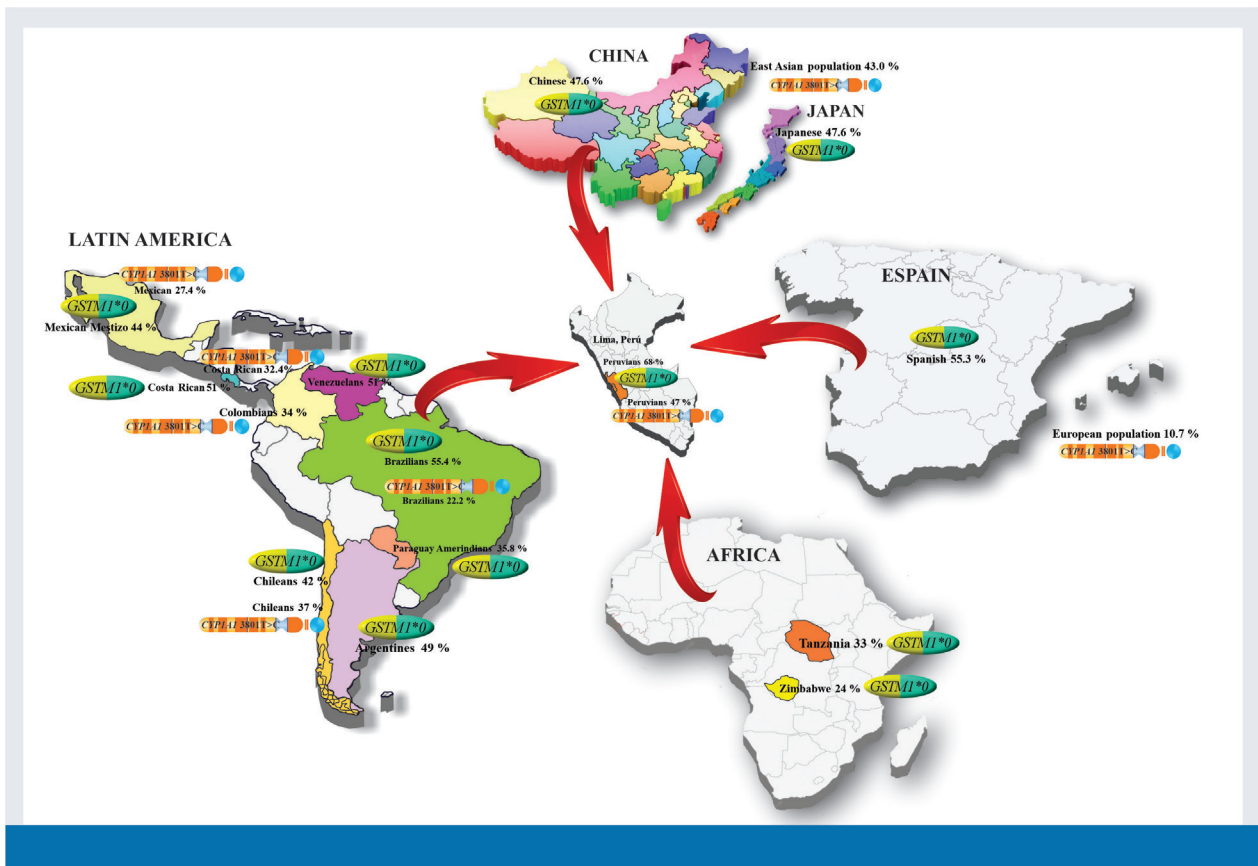 CHINA
Chinese 47.6 %
GSTM1*0
East Asian population 43.0 %
CYP1A1 3801T>C
JAPAN
Japanese 47.6 %
GSTM1*0
LATIN AMERICA
CYP1A1 3801T>C
Mexican 27.4 %
GSTM1*0
Mexican Mestizo 44 %
CYP1A1 3801T>C
Costa Rican 32.4%
GSTM1*0
Costa Rican 51 %
GSTM1*0
Venezuelans 51 %
Colombians 34 %
CYP1A1 3801T>C
GSTM1*0
Brazilians 55.4 %
CYP1A1 3801T>C
Brazilians 22.2 %
Paraguay Amerindians 35.8 %
GSTM1*0
GSTM1*0
Chileans 42 %
Chileans 37 %
CYP1A1 3801T>C
GSTM1*0
Argentines 49 %
Lima, Perú
Peruvians 68 %
GSTM1*0
Peruvians 47 %
CYP1A1 3801T>C
ESPAIN
GSTM1*0
Spanish 55.3 %
European population 10.7 %
CYP1A1 3801T>C
AFRICA
Tanzania 33 %
GSTM1*0
Zimbabwe 24 %
GSTM1*0